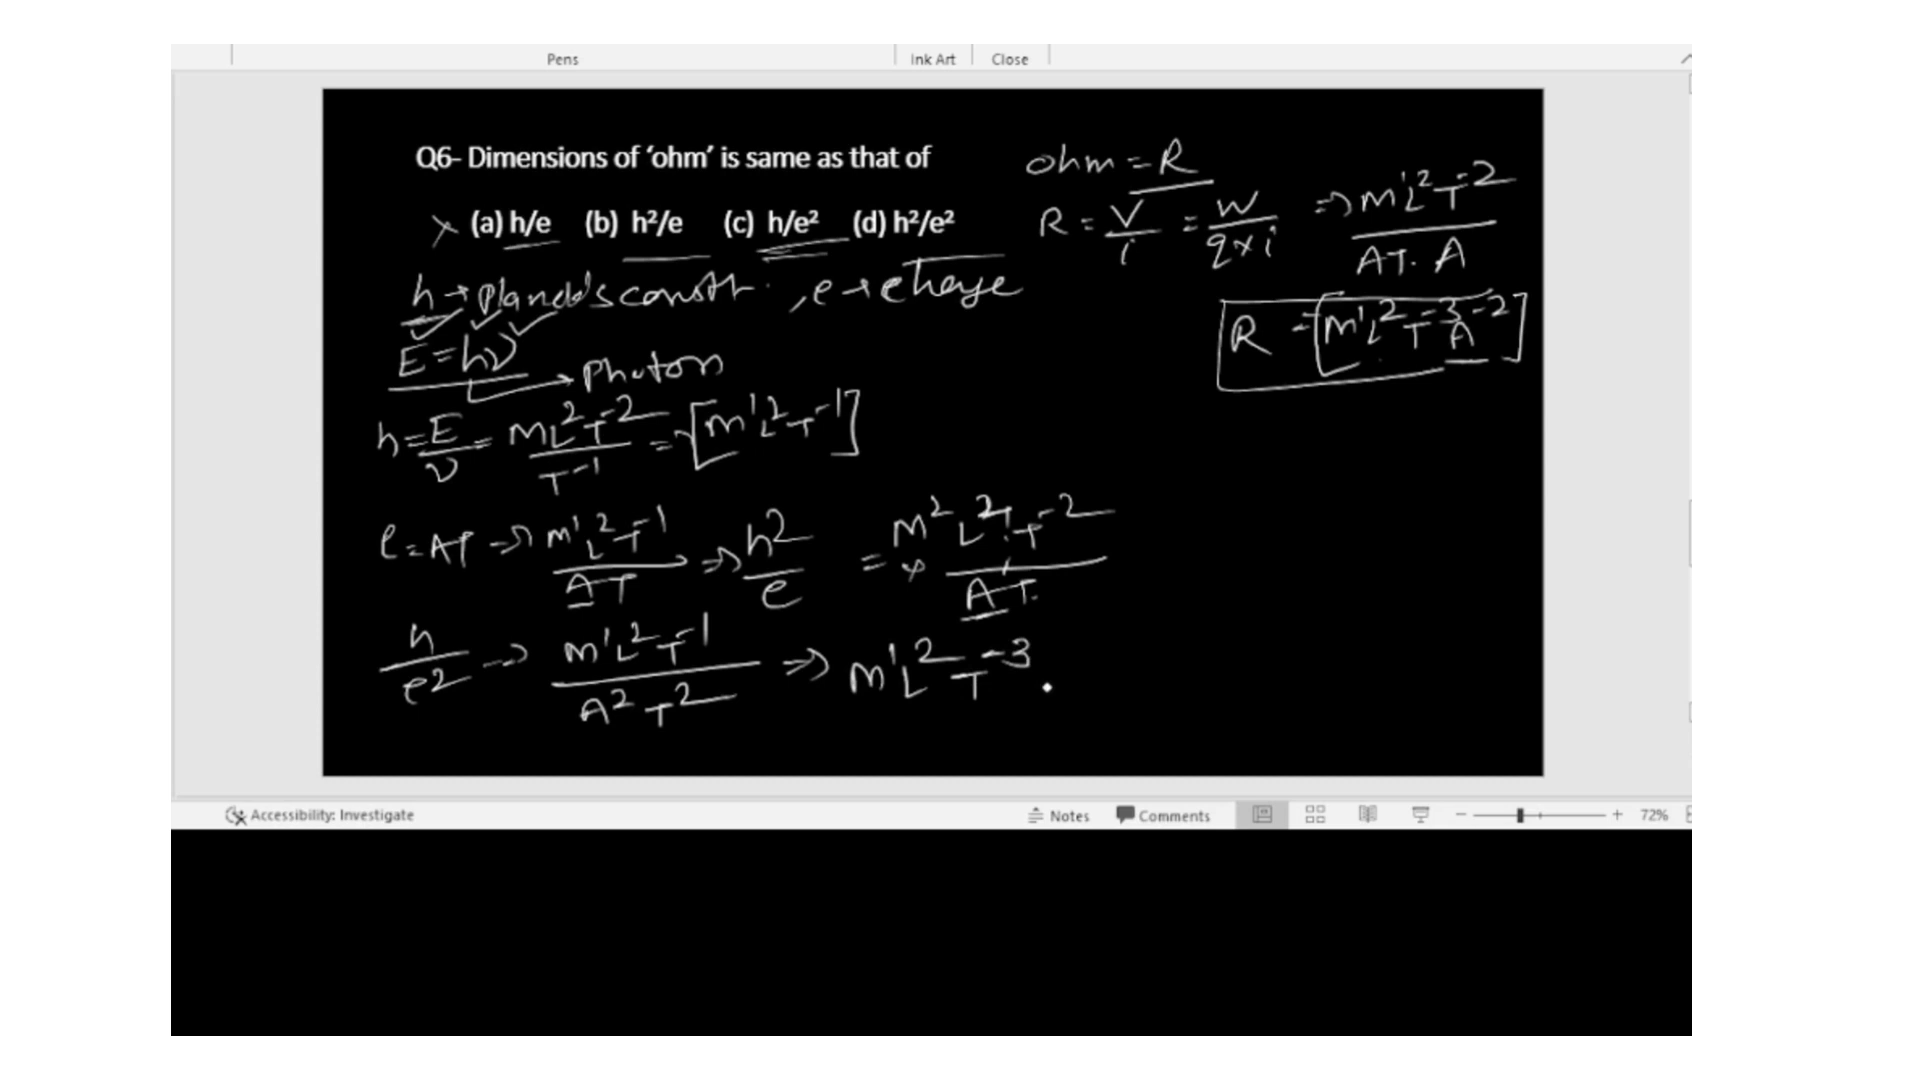 Pens Ink Art Close
Q6- Dimensions of ‘ohm’ is same as that of
(a) h/e (b) h²/e (c) h/e² (d) h²/e²
h → planck's constt. , e → charge
E = hν
→ Photon
h = E/ν = ML²T⁻²/T⁻¹ = [M¹L²T⁻¹]
e = AT → M¹L²T⁻¹/AT ⇒ h²/e = M²L⁴T⁻²/AT
h/e² → M¹L²T⁻¹/A²T² ⇒ M¹L²T⁻³
ohm = R
R = V/i = W/q×i ⇒ M¹L²T⁻²/AT. A
R = [M¹L²T⁻³A⁻²]
Accessibility: Investigate Notes Comments 72%